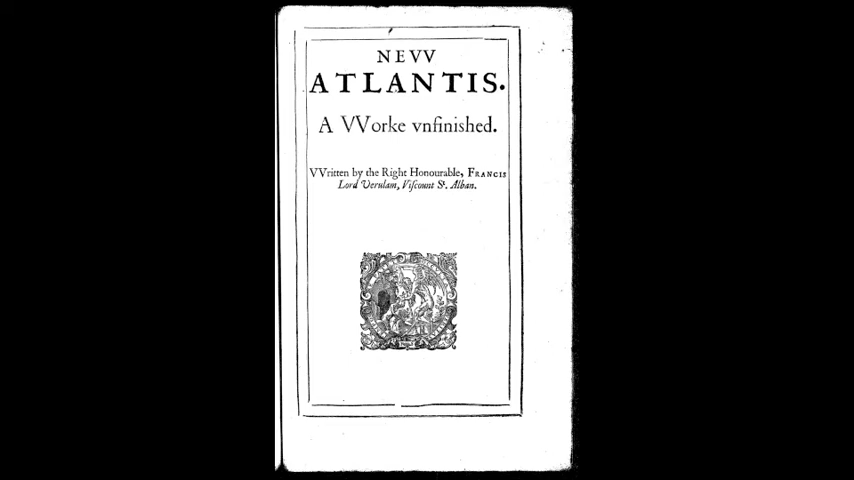 NEVV
ATLANTIS.
A VVorke vnfinished.
VVritten by the Right Honourable, FRANCIS
Lord Verulam, Viſcount St. Alban.